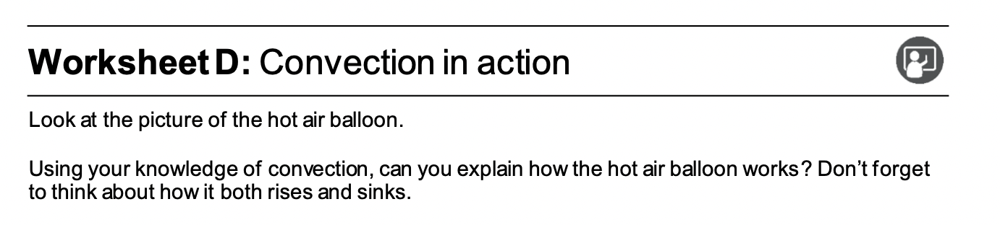 Worksheet D: Convection in action
Look at the picture of the hot air balloon.
Using your knowledge of convection, can you explain how the hot air balloon works? Don’t forget
to think about how it both rises and sinks.